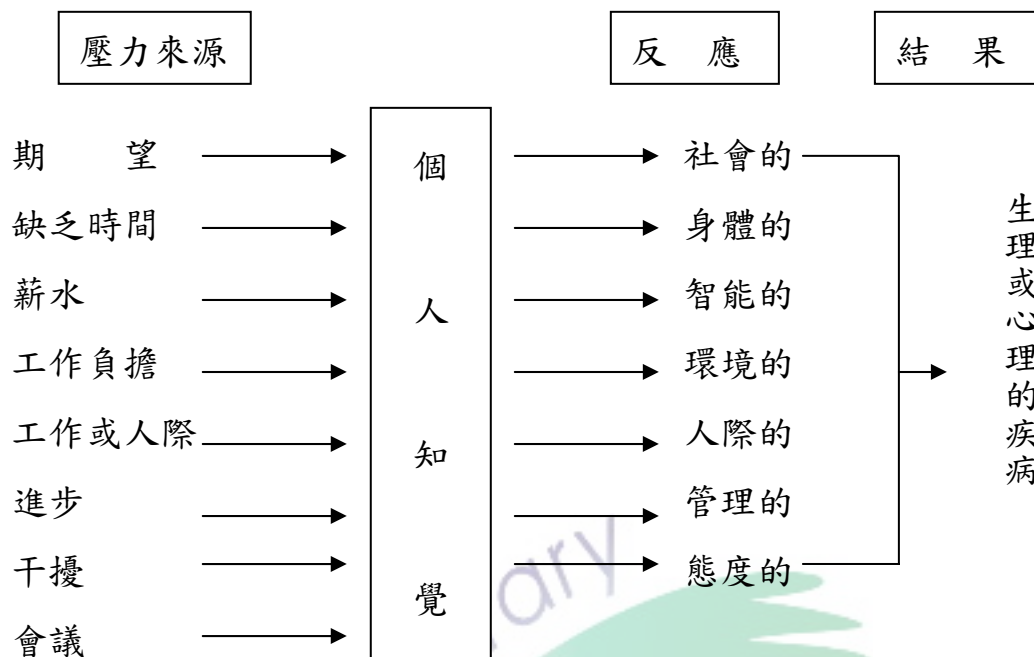 壓力來源
反 應
結 果
期 望
缺乏時間
薪水
工作負擔
工作或人際
進步
干擾
會議
個人知覺
社會的
身體的
智能的
環境的
人際的
管理的
態度的
生理或心理的疾病
rary